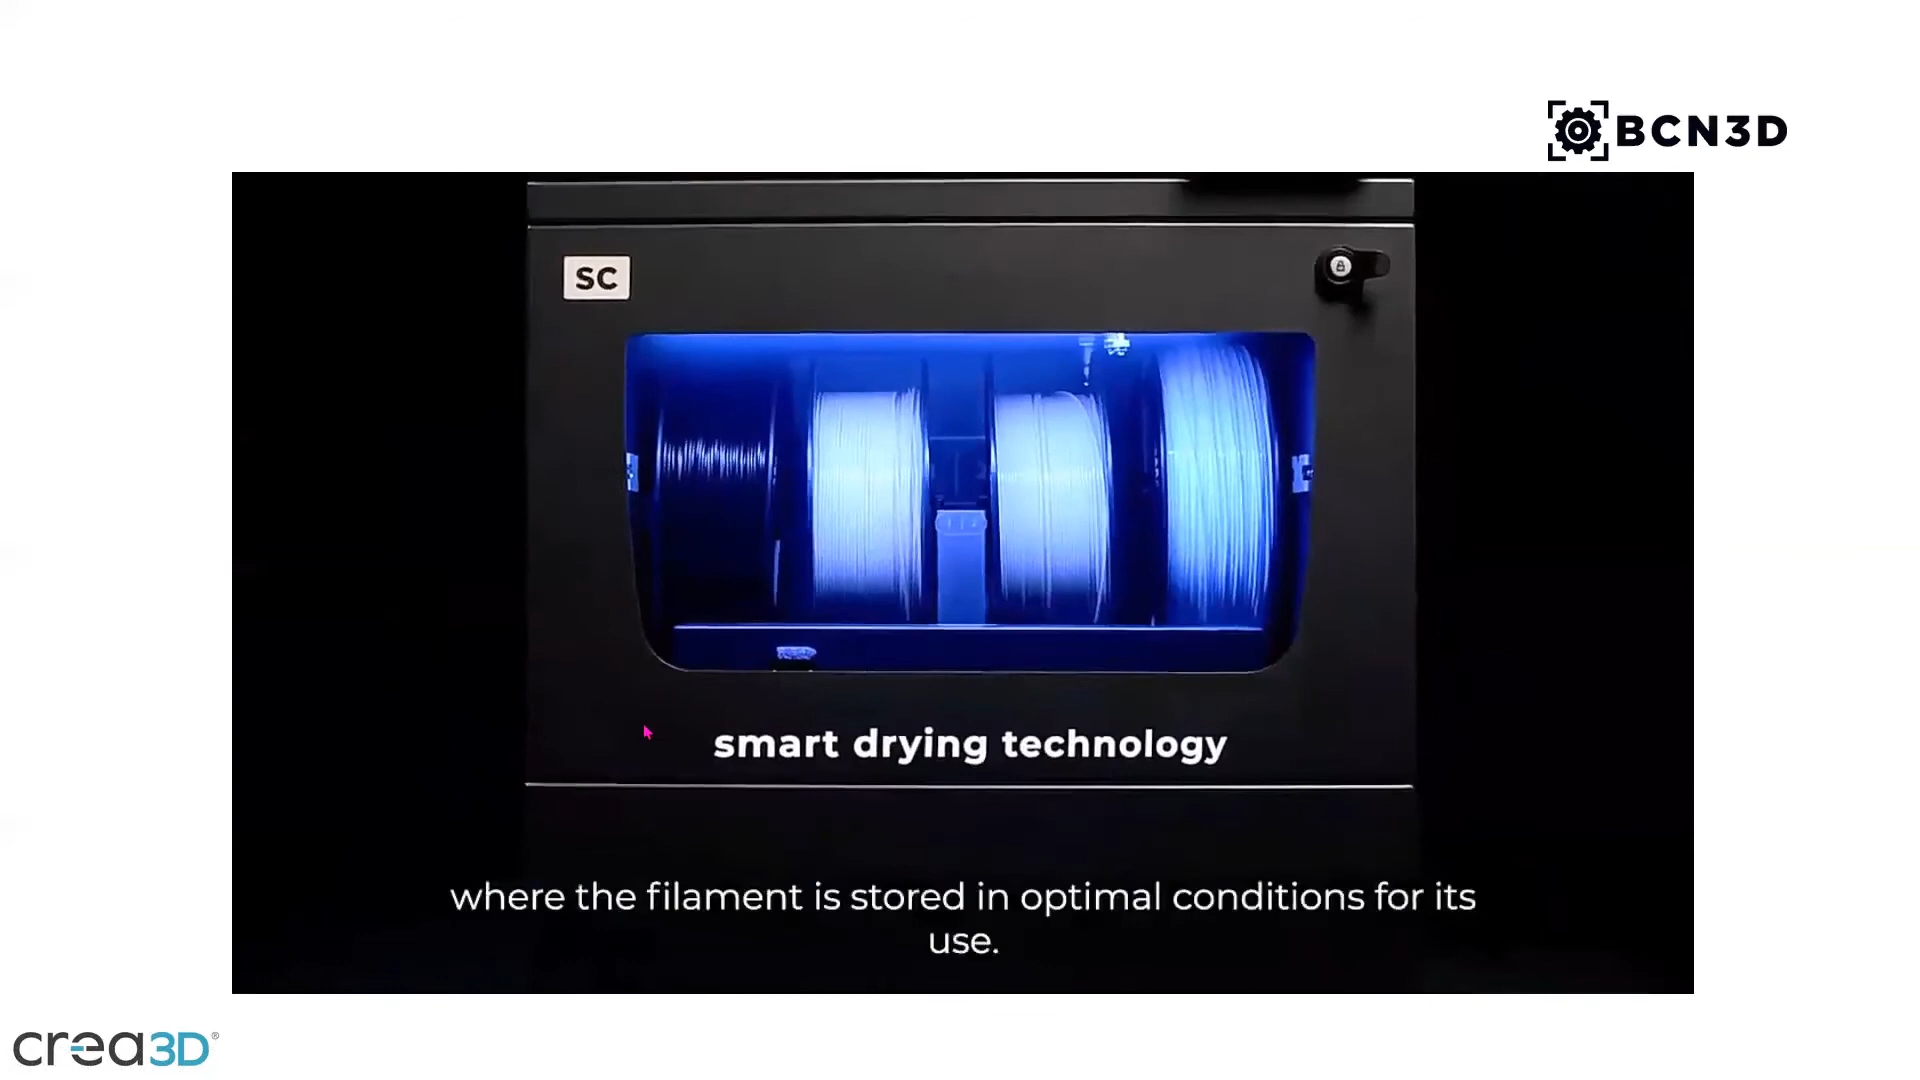 BCN3D
SC
smart drying technology
where the filament is stored in optimal conditions for its
use.
crea3D®